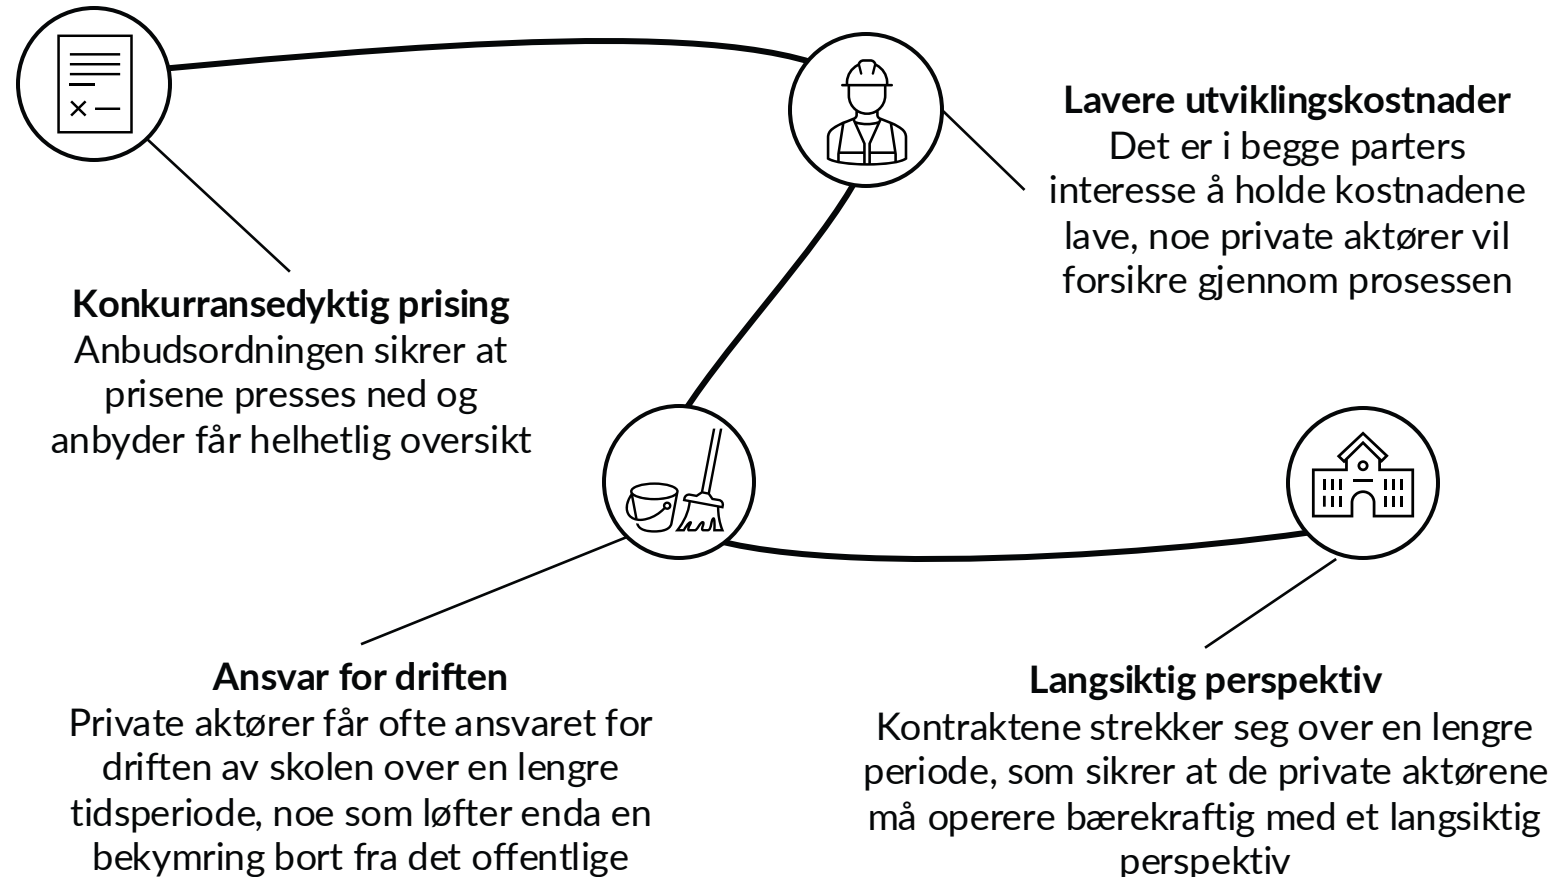 Konkurransedyktig prising
Anbudsordningen sikrer at
prisene presses ned og
anbyder får helhetlig oversikt
Lavere utviklingskostnader
Det er i begge parters
interesse å holde kostnadene
lave, noe private aktører vil
forsikre gjennom prosessen
Ansvar for driften
Private aktører får ofte ansvaret for
driften av skolen over en lengre
tidsperiode, noe som løfter enda en
bekymring bort fra det offentlige
Langsiktig perspektiv
Kontraktene strekker seg over en lengre
periode, som sikrer at de private aktørene
må operere bærekraftig med et langsiktig
perspektiv